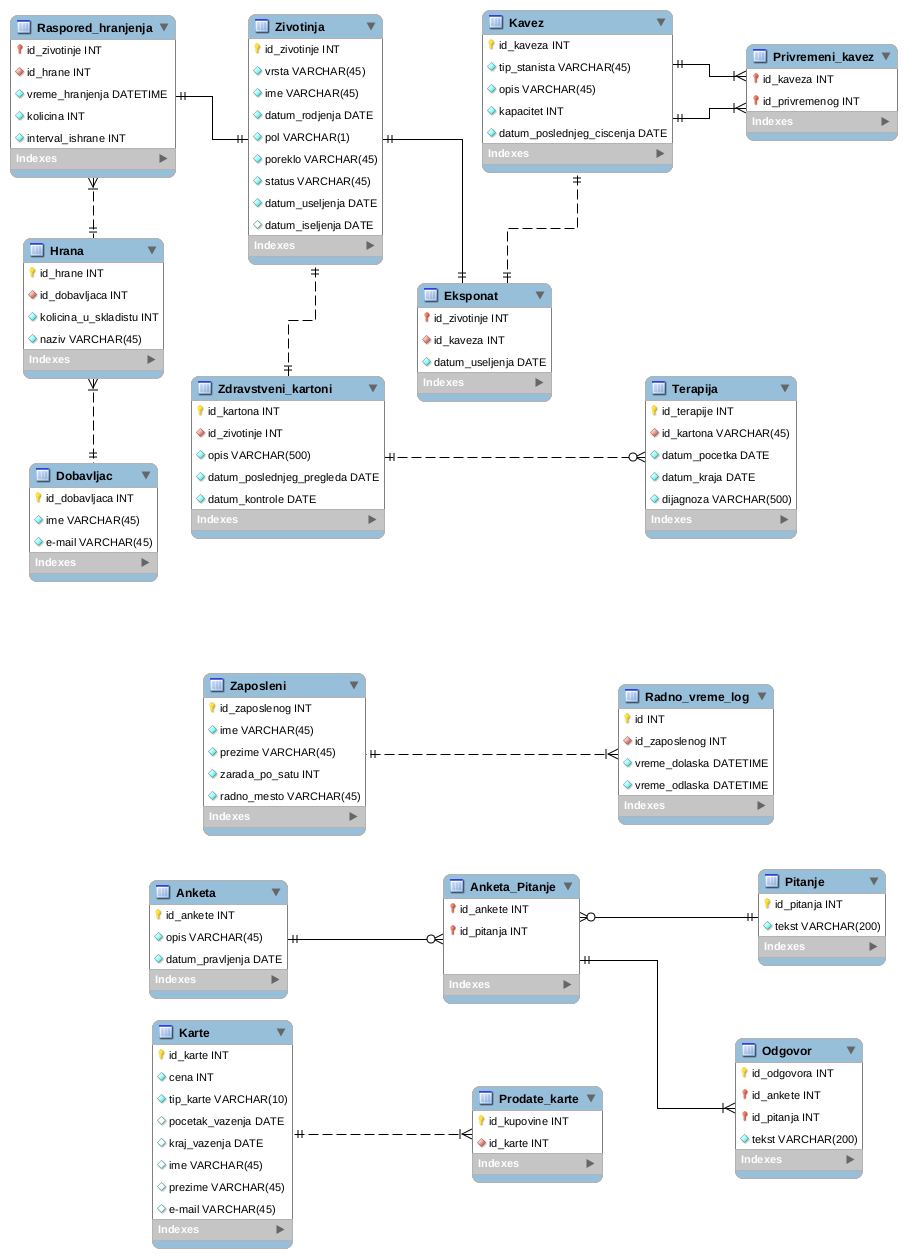 Raspored_hranjenja
id_zivotinje INT
id_hrane INT
vreme_hranjenja DATETIME
kolicina INT
interval_ishrane INT
Indexes
Zivotinja
id_zivotinje INT
vrsta VARCHAR(45)
ime VARCHAR(45)
datum_rodjenja DATE
pol VARCHAR(1)
poreklo VARCHAR(45)
status VARCHAR(45)
datum_useljenja DATE
datum_iseljenja DATE
Indexes
Kavez
id_kaveza INT
tip_stanista VARCHAR(45)
opis VARCHAR(45)
kapacitet INT
datum_poslednjeg_ciscenja DATE
Indexes
Privremeni_kavez
id_kaveza INT
id_privremenog INT
Indexes
Hrana
id_hrane INT
id_dobavljaca INT
kolicina_u_skladistu INT
naziv VARCHAR(45)
Indexes
Eksponat
id_zivotinje INT
id_kaveza INT
datum_useljenja DATE
Indexes
Zdravstveni_kartoni
id_kartona INT
id_zivotinje INT
opis VARCHAR(500)
datum_poslednjeg_pregleda DATE
datum_kontrole DATE
Indexes
Terapija
id_terapije INT
id_kartona VARCHAR(45)
datum_pocetka DATE
datum_kraja DATE
dijagnoza VARCHAR(500)
Indexes
Dobavljac
id_dobavljaca INT
ime VARCHAR(45)
e-mail VARCHAR(45)
Indexes
Zaposleni
id_zaposlenog INT
ime VARCHAR(45)
prezime VARCHAR(45)
zarada_po_satu INT
radno_mesto VARCHAR(45)
Indexes
Radno_vreme_log
id INT
id_zaposlenog INT
vreme_dolaska DATETIME
vreme_odlaska DATETIME
Indexes
Anketa
id_ankete INT
opis VARCHAR(45)
datum_pravljenja DATE
Indexes
Anketa_Pitanje
id_ankete INT
id_pitanja INT
Indexes
Pitanje
id_pitanja INT
tekst VARCHAR(200)
Indexes
Karte
id_karte INT
cena INT
tip_karte VARCHAR(10)
pocetak_vazenja DATE
kraj_vazenja DATE
ime VARCHAR(45)
prezime VARCHAR(45)
e-mail VARCHAR(45)
Indexes
Prodate_karte
id_kupovine INT
id_karte INT
Indexes
Odgovor
id_odgovora INT
id_ankete INT
id_pitanja INT
tekst VARCHAR(200)
Indexes